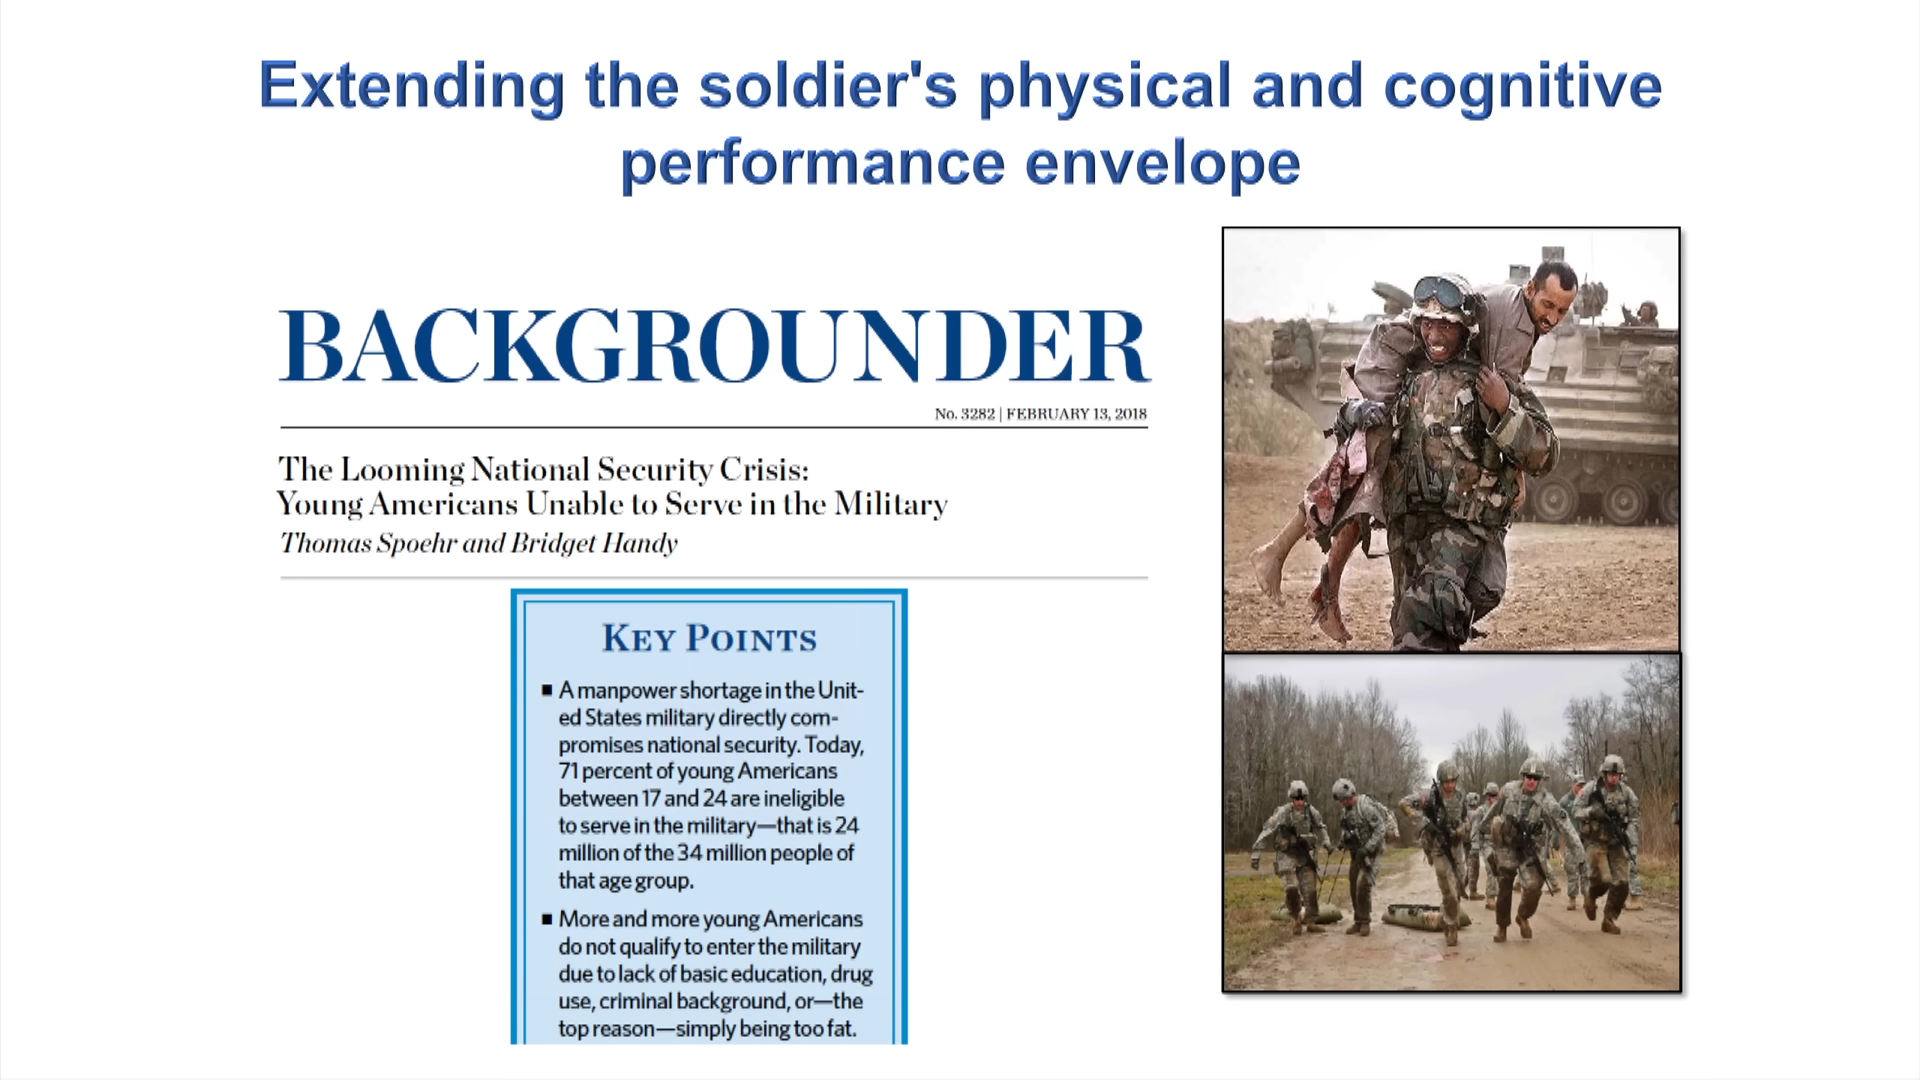 Extending the soldier's physical and cognitive
performance envelope
BACKGROUNDER
No. 3282 | FEBRUARY 13, 2018
The Looming National Security Crisis:
Young Americans Unable to Serve in the Military
Thomas Spoehr and Bridget Handy
KEY POINTS
■ A manpower shortage in the Unit-
ed States military directly com-
promises national security. Today,
71 percent of young Americans
between 17 and 24 are ineligible
to serve in the military—that is 24
million of the 34 million people of
that age group.
■ More and more young Americans
do not qualify to enter the military
due to lack of basic education, drug
use, criminal background, or—the
top reason—simply being too fat.